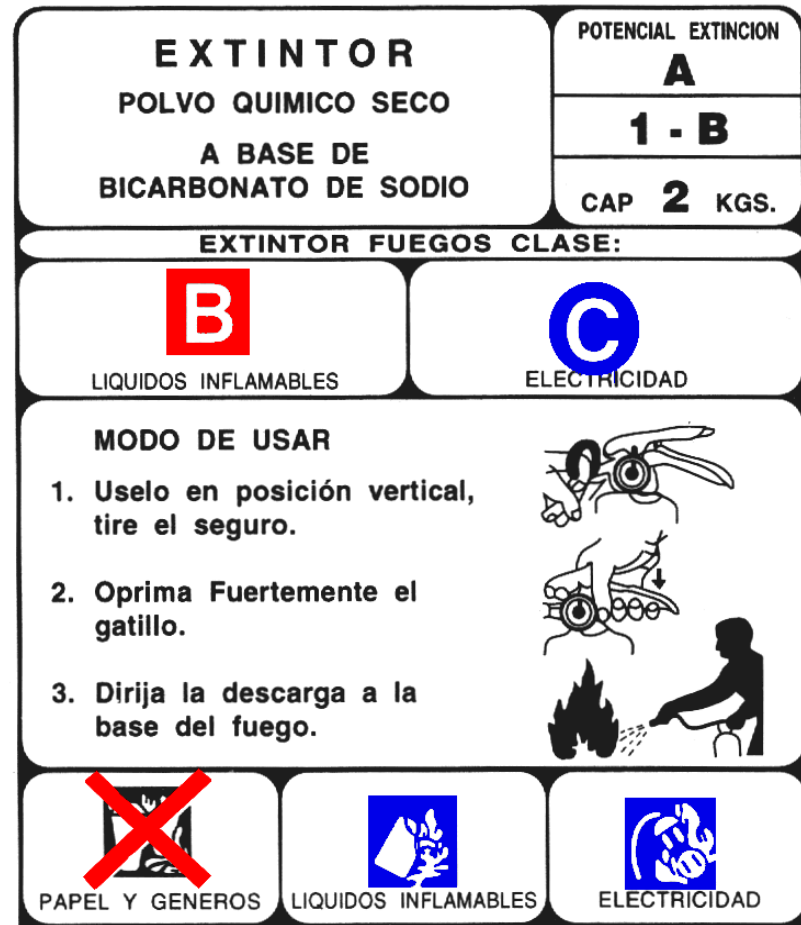 EXTINTOR
POLVO QUIMICO SECO
A BASE DE
BICARBONATO DE SODIO
POTENCIAL EXTINCION
A
1 - B
CAP 2 KGS.
EXTINTOR FUEGOS CLASE:
B
LIQUIDOS INFLAMABLES
C
ELECTRICIDAD
MODO DE USAR
1. Uselo en posición vertical,
tire el seguro.
2. Oprima Fuertemente el
gatillo.
3. Dirija la descarga a la
base del fuego.
PAPEL Y GENEROS
LIQUIDOS INFLAMABLES
ELECTRICIDAD